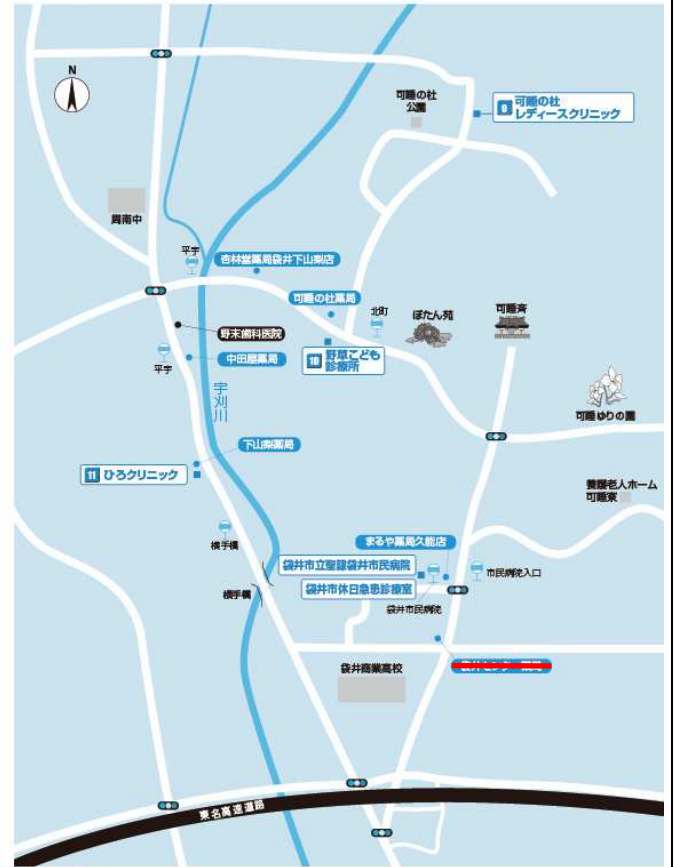 N
可睡の杜
公園
9 可睡の杜
レディースクリニック
周南中
平宇
杏林堂薬局袋井下山梨店
可睡の杜薬局
北町
ぼたん苑
可睡斎
野末歯科医院
中田屋薬局
平宇
10 野草こども
診療所
宇刈川
可睡ゆりの園
下山梨薬局
11 ひろクリニック
養護老人ホーム
可睡寮
横手橋
まるや薬局久能店
袋井市立聖隷袋井市民病院
市民病院入口
横手橋
袋井市休日急患診療室
袋井市民病院
袋井商業高校
東名高速道路